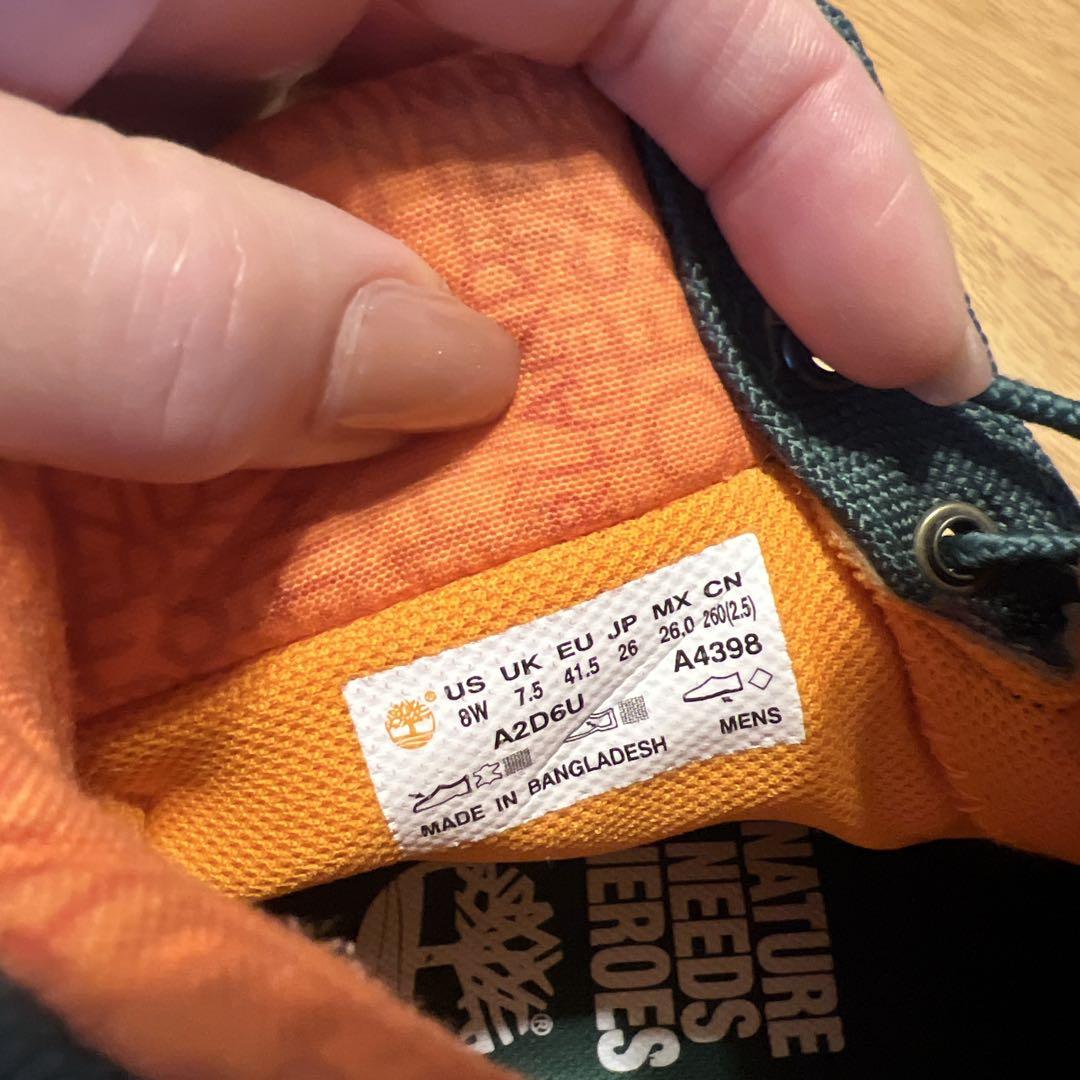 US UK EU JP MX CN
8W 7.5 41.5 26 26.0 260(2.5)
A2D6U A4398
MADE IN BANGLADESH MENS
®
NATURE
NEEDS
HEROES
®